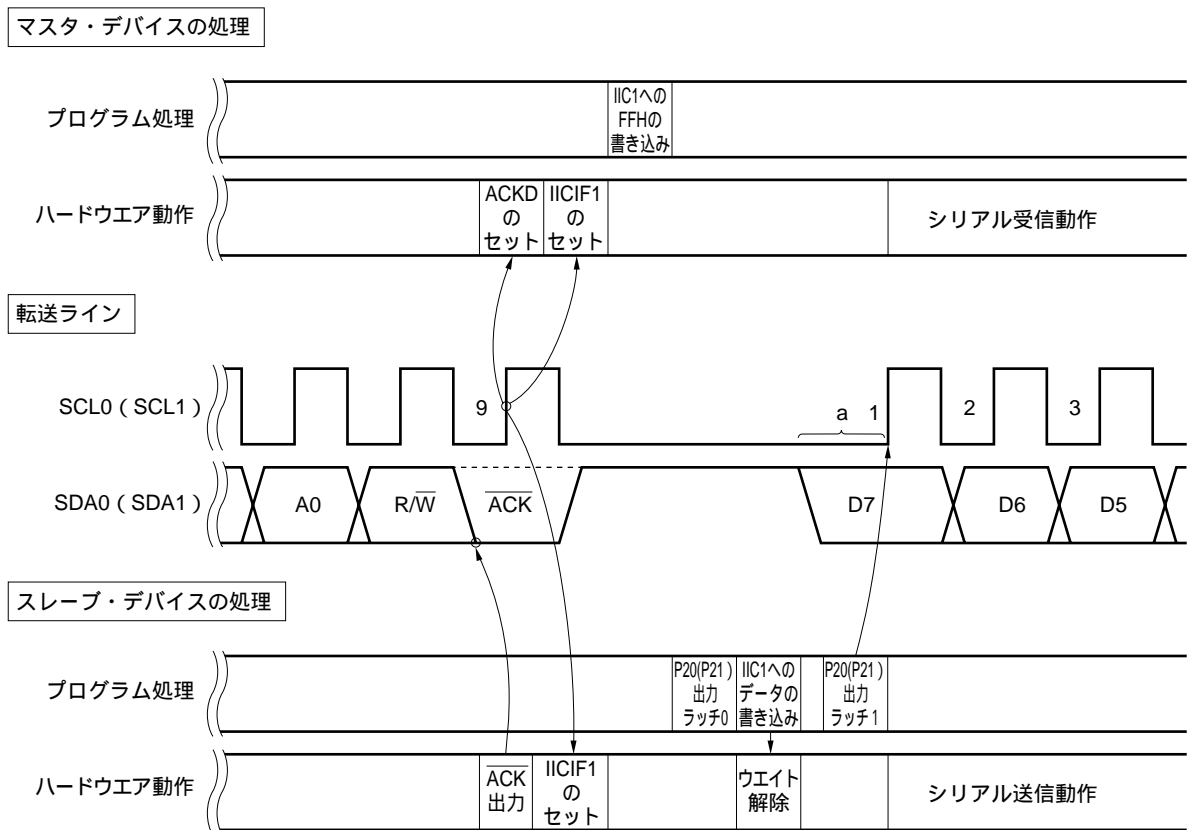 マスタ・デバイスの処理
プログラム処理
IIC1への
FFHの
書き込み
ハードウエア動作
ACKD
の
セット
IICIF1
の
セット
シリアル受信動作
転送ライン
SCL0（SCL1）
9
a
1
2
3
SDA0（SDA1）
A0
R/W
ACK
D7
D6
D5
スレーブ・デバイスの処理
プログラム処理
P20(P21)
出力
ラッチ0
IIC1への
データの
書き込み
P20(P21)
出力
ラッチ1
ハードウエア動作
ACK
出力
IICIF1
の
セット
ウエイト
解除
シリアル送信動作